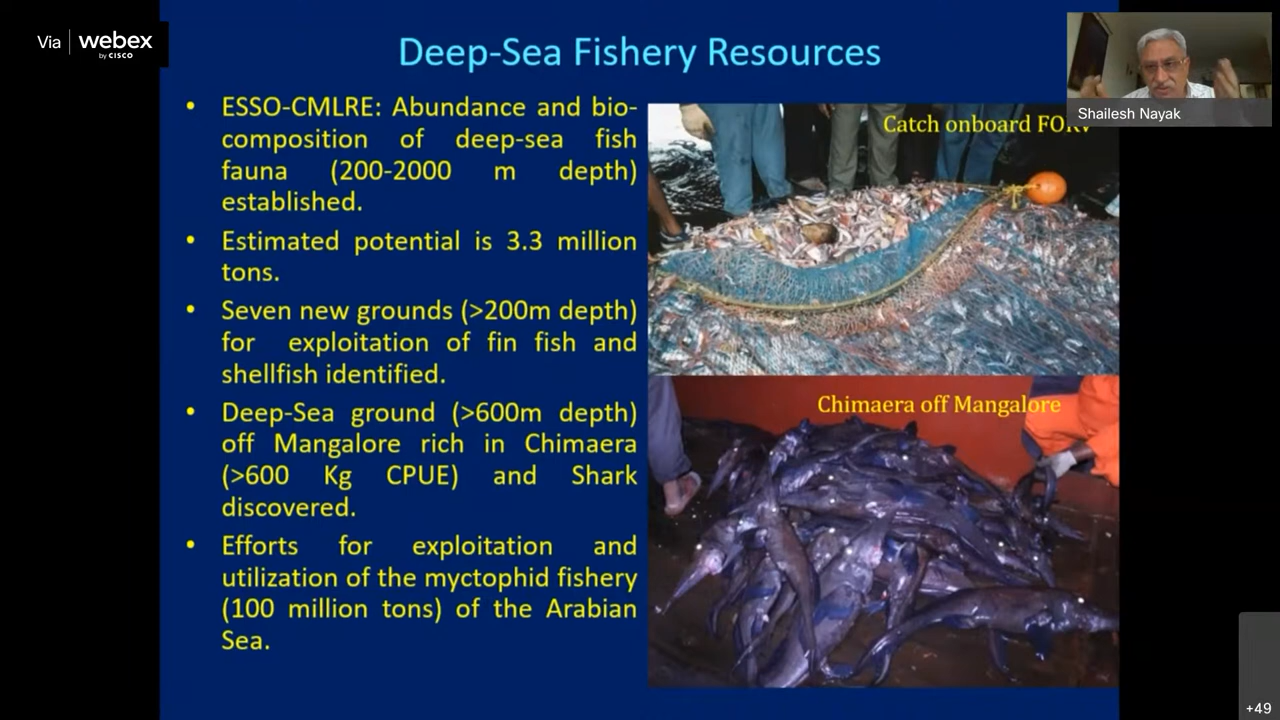 Via webex
by CISCO
Deep-Sea Fishery Resources
• ESSO-CMLRE: Abundance and bio-
composition of deep-sea fish
fauna (200-2000 m depth)
established.
• Estimated potential is 3.3 million
tons.
• Seven new grounds (>200m depth)
for exploitation of fin fish and
shellfish identified.
• Deep-Sea ground (>600m depth)
off Mangalore rich in Chimaera
(>600 Kg CPUE) and Shark
discovered.
• Efforts for exploitation and
utilization of the myctophid fishery
(100 million tons) of the Arabian
Sea.
Catch onboard FORV
Chimaera off Mangalore
Shailesh Nayak
+49